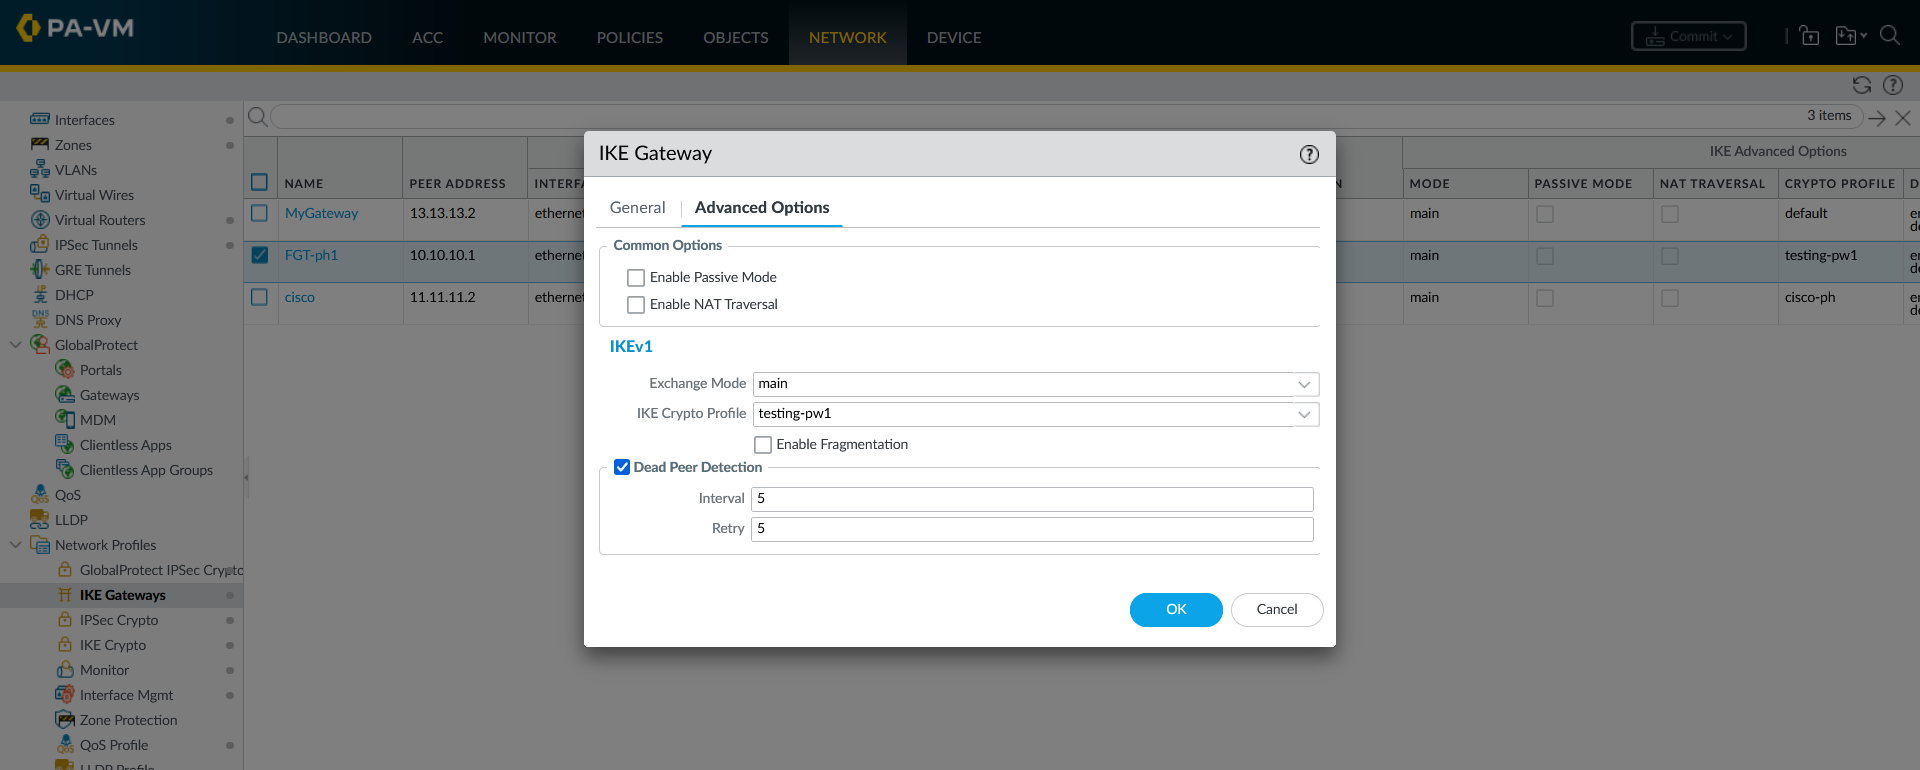 PA-VM
DASHBOARD
ACC
MONITOR
POLICIES
OBJECTS
NETWORK
DEVICE
Commit
3 items
Interfaces
Zones
VLANs
Virtual Wires
Virtual Routers
IPSec Tunnels
GRE Tunnels
DHCP
DNS Proxy
GlobalProtect
Portals
Gateways
MDM
Clientless Apps
Clientless App Groups
QoS
LLDP
Network Profiles
GlobalProtect IPSec Crypto
IKE Gateways
IPSec Crypto
IKE Crypto
Monitor
Interface Mgmt
Zone Protection
QoS Profile
LLDP Profile
IKE Advanced Options
NAME PEER ADDRESS INTERFA N MODE PASSIVE MODE NAT TRAVERSAL CRYPTO PROFILE D
MyGateway 13.13.13.2 ethernet main default
FGT-ph1 10.10.10.1 ethernet main testing-pw1
cisco 11.11.11.2 ethernet main cisco-ph
IKE Gateway
General
Advanced Options
Common Options
Enable Passive Mode
Enable NAT Traversal
IKEv1
Exchange Mode main
IKE Crypto Profile testing-pw1
Enable Fragmentation
Dead Peer Detection
Interval 5
Retry 5
OK
Cancel